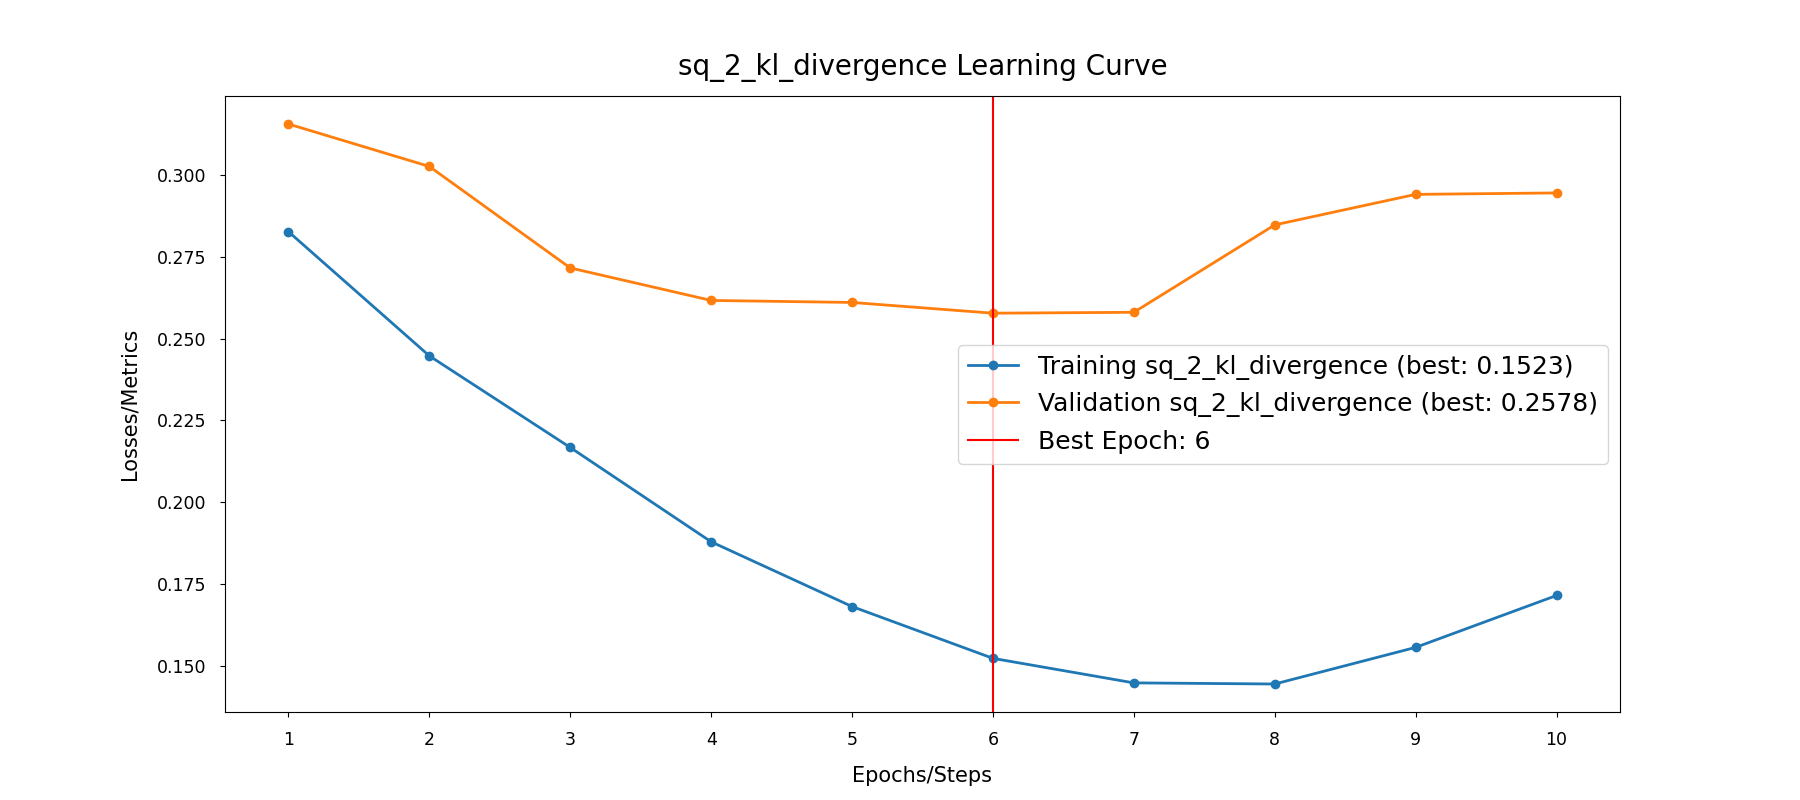 sq_2_kl_divergence Learning Curve
0.300
0.275
0.250
0.225
0.200
0.175
0.150
Losses/Metrics
Training sq_2_kl_divergence (best: 0.1523)
Validation sq_2_kl_divergence (best: 0.2578)
Best Epoch: 6
1 2 3 4 5 6 7 8 9 10
Epochs/Steps